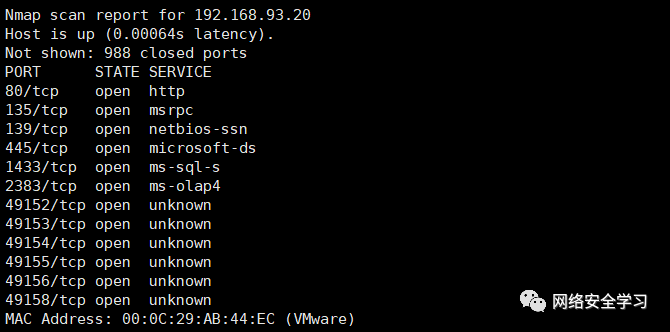 Nmap scan report for 192.168.93.20
Host is up (0.00064s latency).
Not shown: 988 closed ports
PORT      STATE SERVICE
80/tcp    open  http
135/tcp   open  msrpc
139/tcp   open  netbios-ssn
445/tcp   open  microsoft-ds
1433/tcp  open  ms-sql-s
2383/tcp  open  ms-olap4
49152/tcp open  unknown
49153/tcp open  unknown
49154/tcp open  unknown
49155/tcp open  unknown
49156/tcp open  unknown
49158/tcp open  unknown
MAC Address: 00:0C:29:AB:44:EC (VMware)
网络安全学习